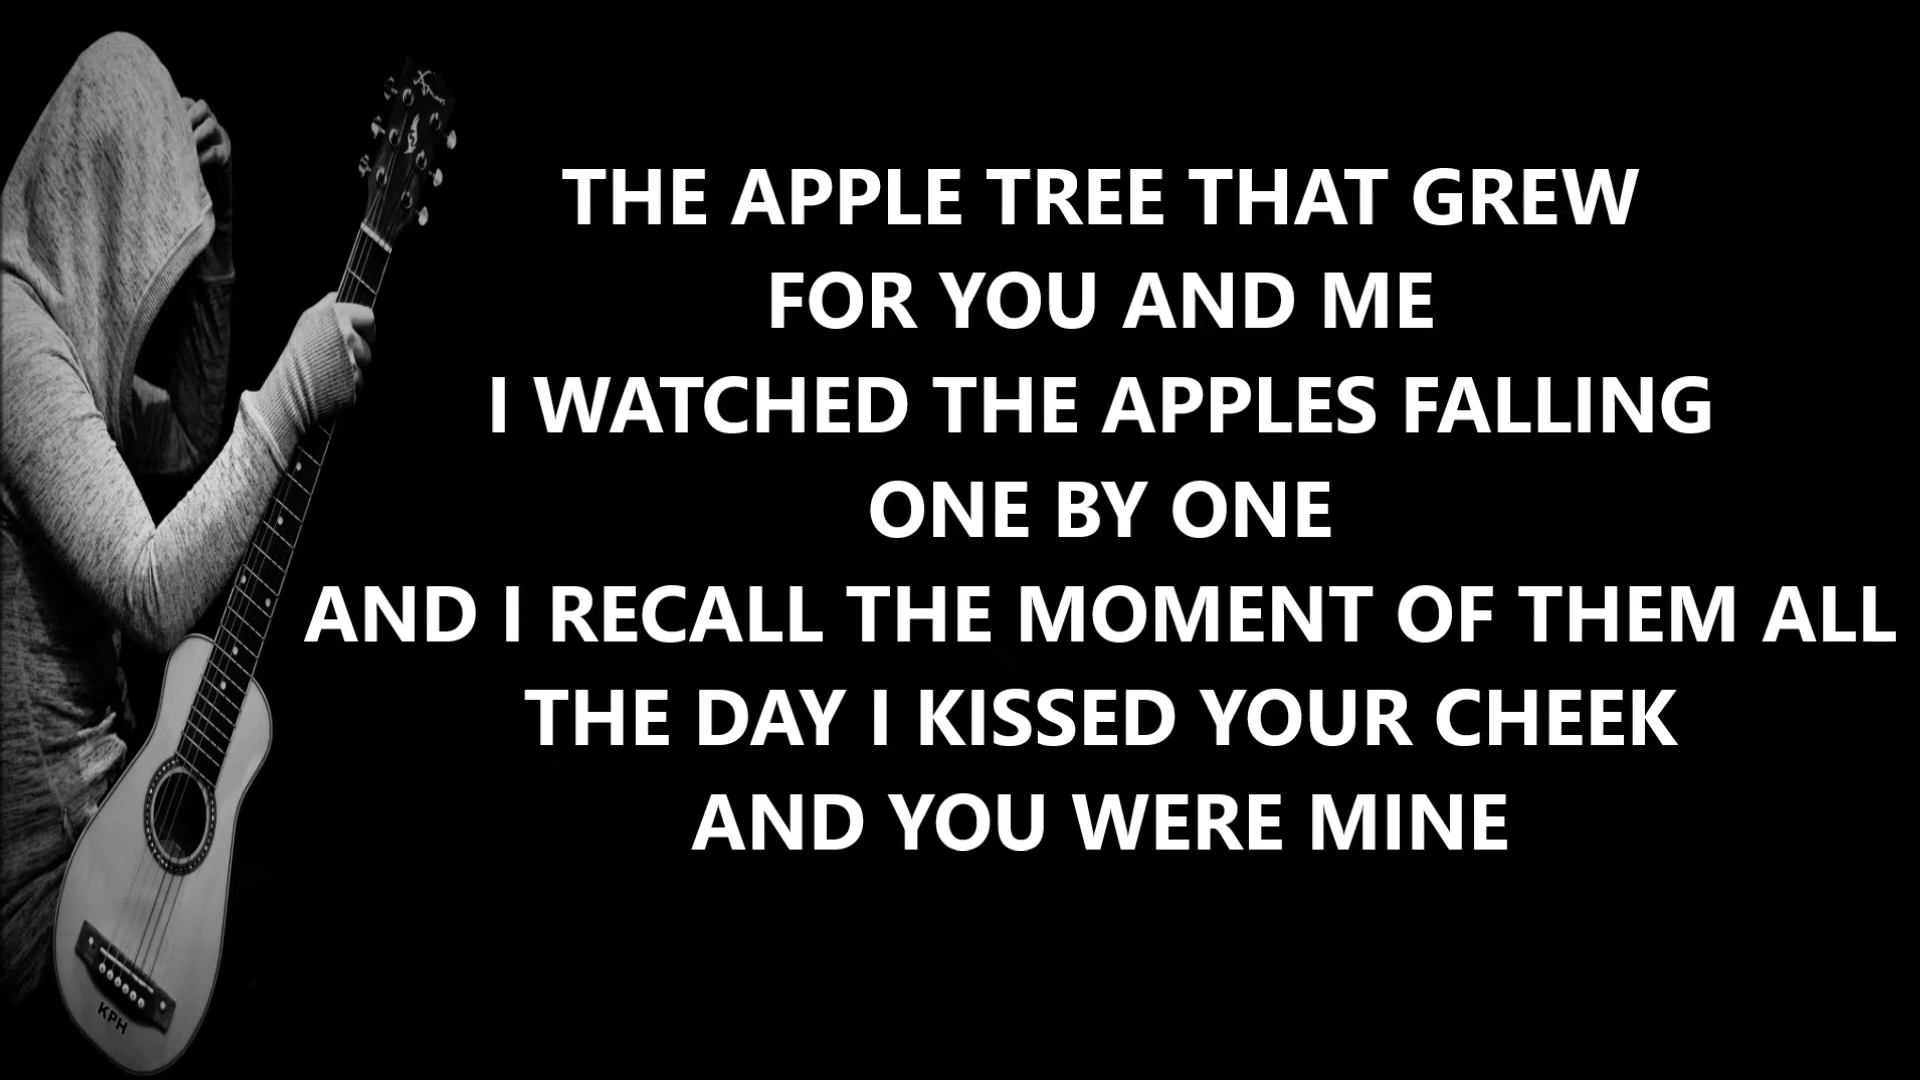 THE APPLE TREE THAT GREW
FOR YOU AND ME
I WATCHED THE APPLES FALLING
ONE BY ONE
AND I RECALL THE MOMENT OF THEM ALL
THE DAY I KISSED YOUR CHEEK
AND YOU WERE MINE
KPH